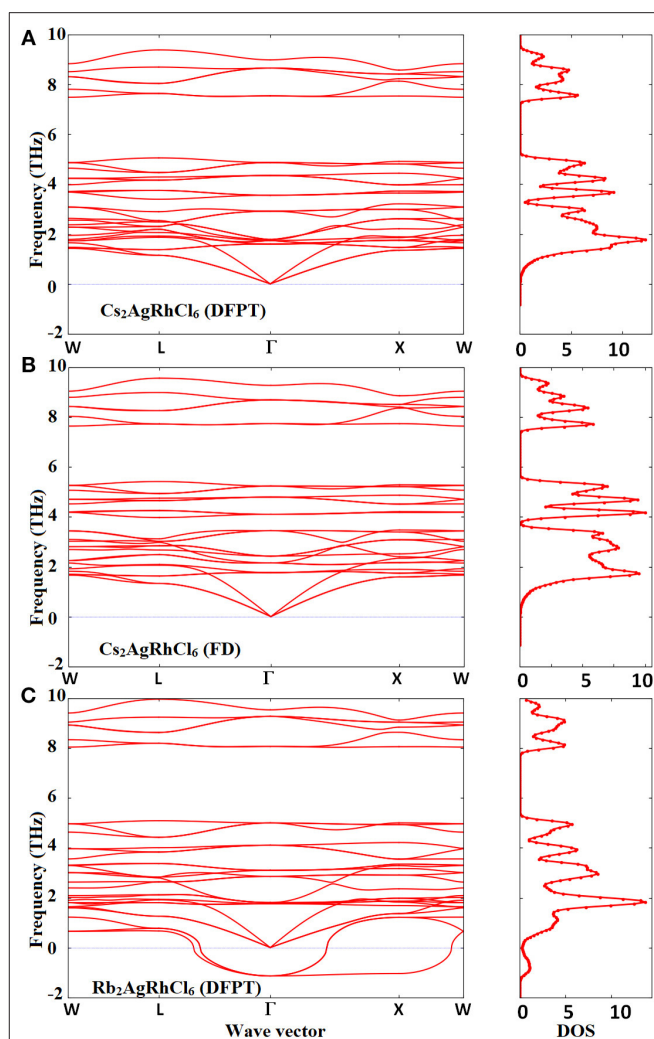 A
10
8
6
4
2
0
-2
Frequency (THz)
Cs₂AgRhCl₆ (DFPT)
W L Γ X W
0 5 10
B
10
8
6
4
2
0
-2
Frequency (THz)
Cs₂AgRhCl₆ (FD)
W L Γ X W
0 5 10
C
10
8
6
4
2
0
-2
Frequency (THz)
Rb₂AgRhCl₆ (DFPT)
W L Γ X W
Wave vector
0 5 10
DOS